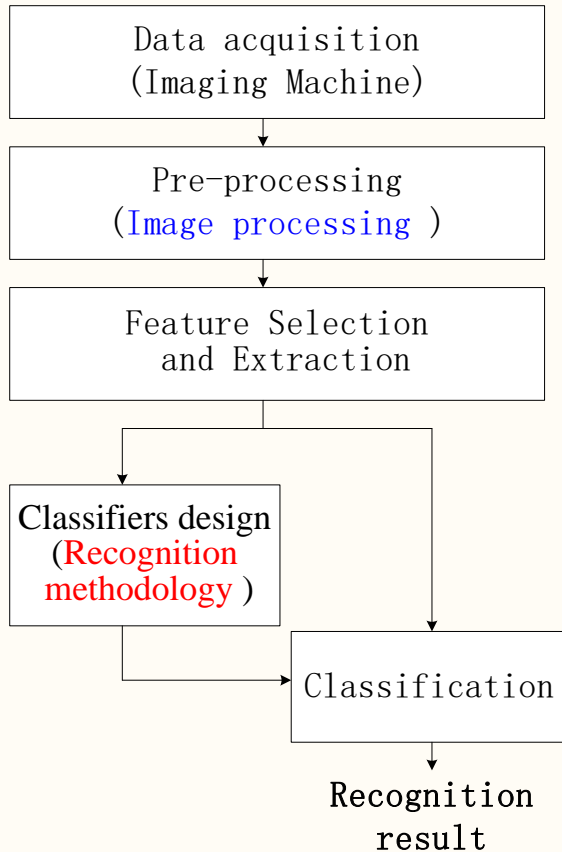 Data acquisition
(Imaging Machine)
Pre-processing
(Image processing )
Feature Selection
and Extraction
Classifiers design
(Recognition
methodology )
Classification
Recognition
result